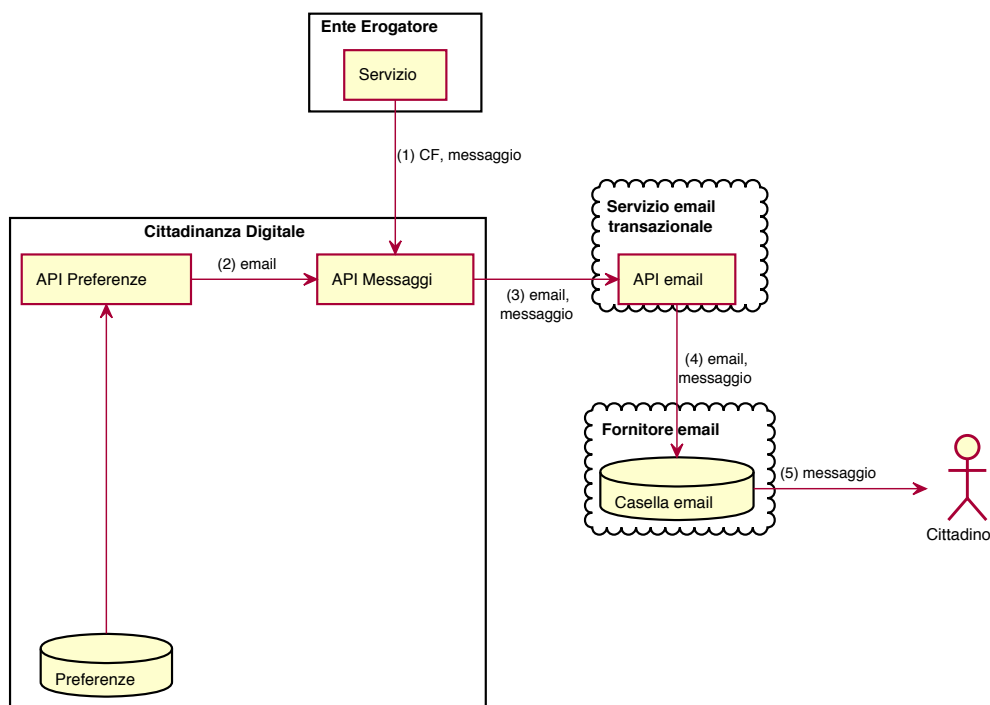 Ente Erogatore
Servizio
(1) CF, messaggio
Servizio email
transazionale
Cittadinanza Digitale
API Preferenze
(2) email
API Messaggi
(3) email,
messaggio
API email
(4) email,
messaggio
Fornitore email
Casella email
(5) messaggio
Cittadino
Preferenze